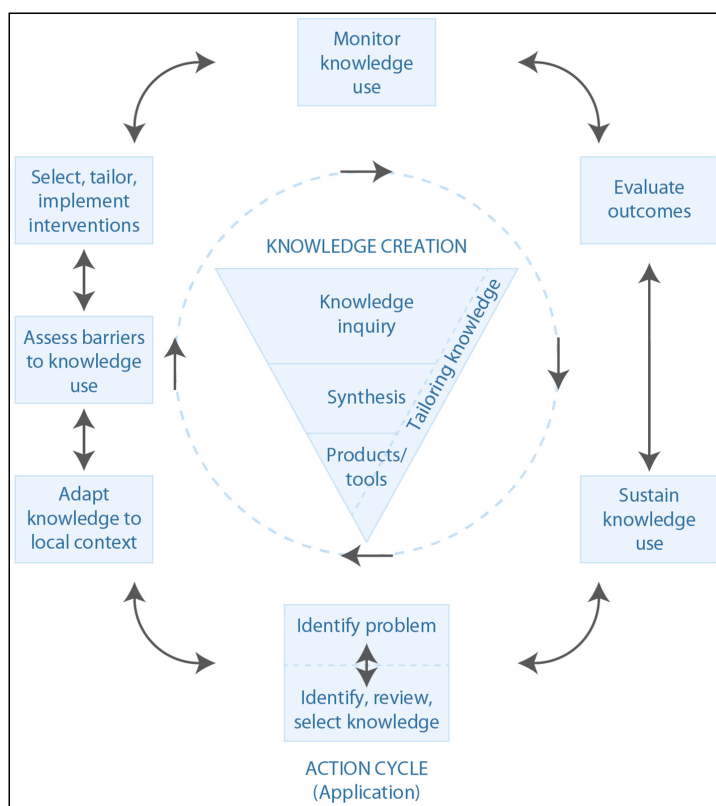 Monitor
knowledge
use
Select, tailor,
implement
interventions
Evaluate
outcomes
KNOWLEDGE CREATION
Knowledge
inquiry
Tailoring knowledge
Assess barriers
to knowledge
use
Synthesis
Products/
tools
Adapt
knowledge to
local context
Sustain
knowledge
use
Identify problem
Identify, review,
select knowledge
ACTION CYCLE
(Application)